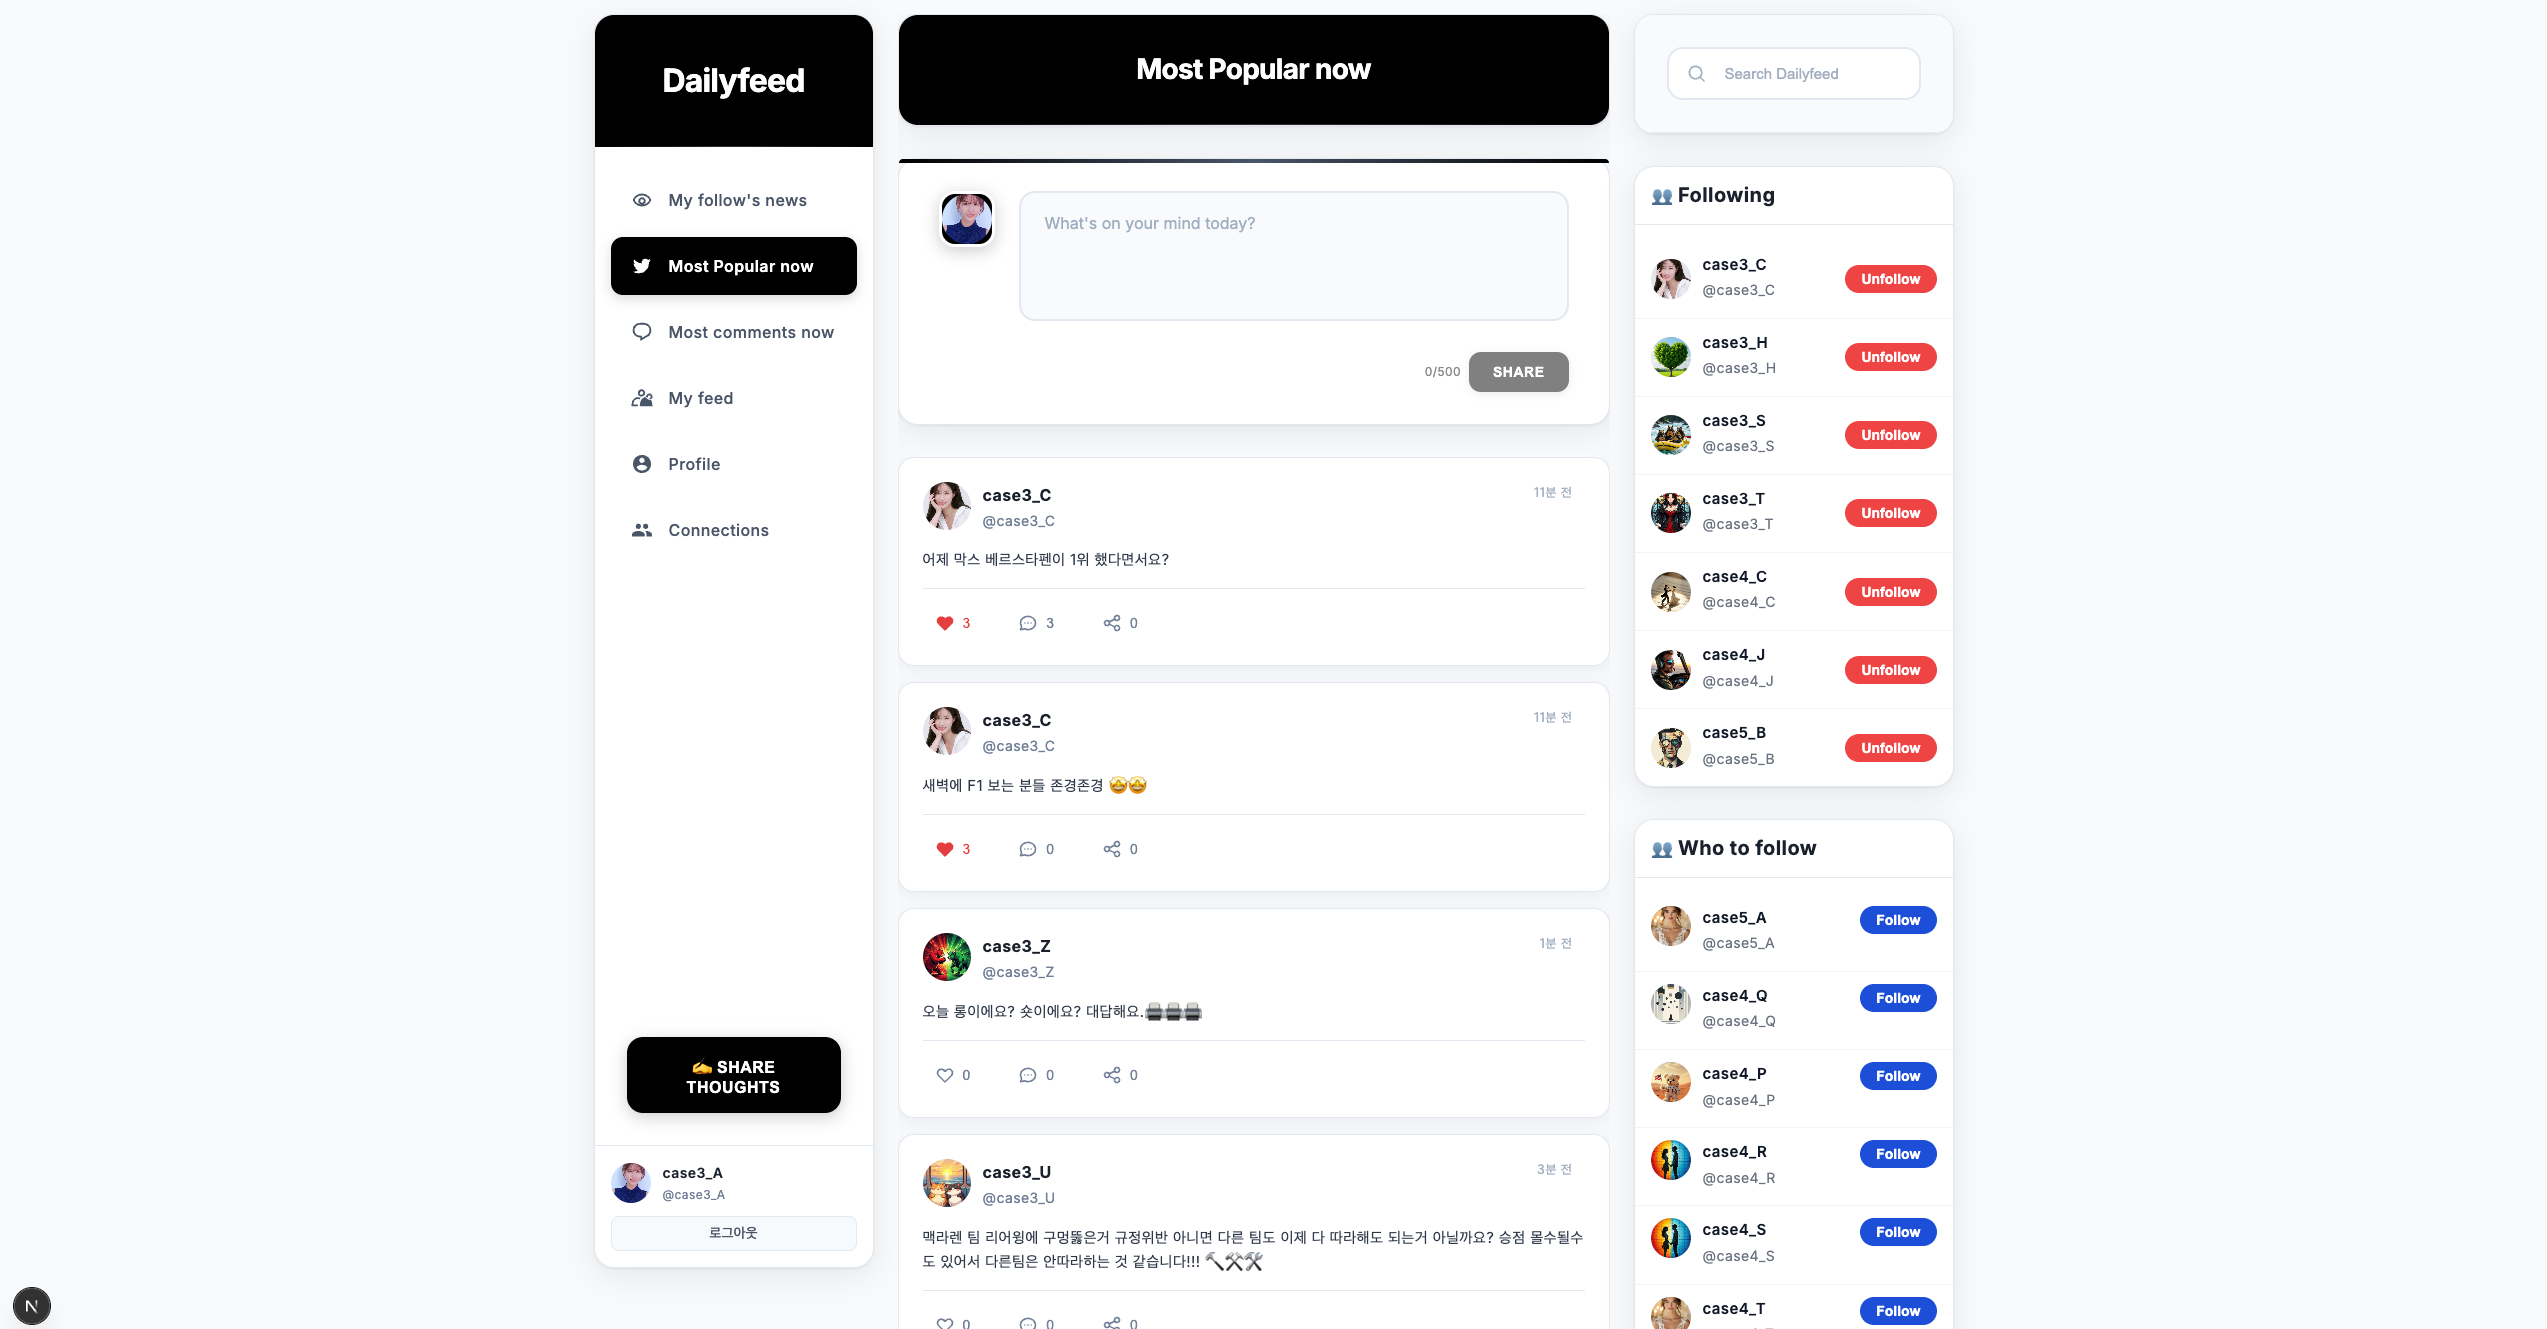 Dailyfeed
My follow's news
Most Popular now
Most comments now
My feed
Profile
Connections
✍️ SHARE
THOUGHTS
case3_A
@case3_A
로그아웃
N
Most Popular now
What's on your mind today?
0/500
SHARE
case3_C
11분 전
@case3_C
어제 막스 베르스타펜이 1위 했다면서요?
3 3 0
case3_C
11분 전
@case3_C
새벽에 F1 보는 분들 존경존경 🤩🤩
3 0 0
case3_Z
1분 전
@case3_Z
오늘 롱이에요? 숏이에요? 대답해요.🖨️🖨️🖨️
0 0 0
case3_U
3분 전
@case3_U
맥라렌 팀 리어윙에 구멍뚫은거 규정위반 아니면 다른 팀도 이제 다 따라해도 되는거 아닐까요? 승점 몰수될수
도 있어서 다른팀은 안따라하는 것 같습니다!!! 🔨⚒️🛠️
0 0 0
Search Dailyfeed
👥 Following
case3_C
@case3_C
Unfollow
case3_H
@case3_H
Unfollow
case3_S
@case3_S
Unfollow
case3_T
@case3_T
Unfollow
case4_C
@case4_C
Unfollow
case4_J
@case4_J
Unfollow
case5_B
@case5_B
Unfollow
👥 Who to follow
case5_A
@case5_A
Follow
case4_Q
@case4_Q
Follow
case4_P
@case4_P
Follow
case4_R
@case4_R
Follow
case4_S
@case4_S
Follow
case4_T
Follow